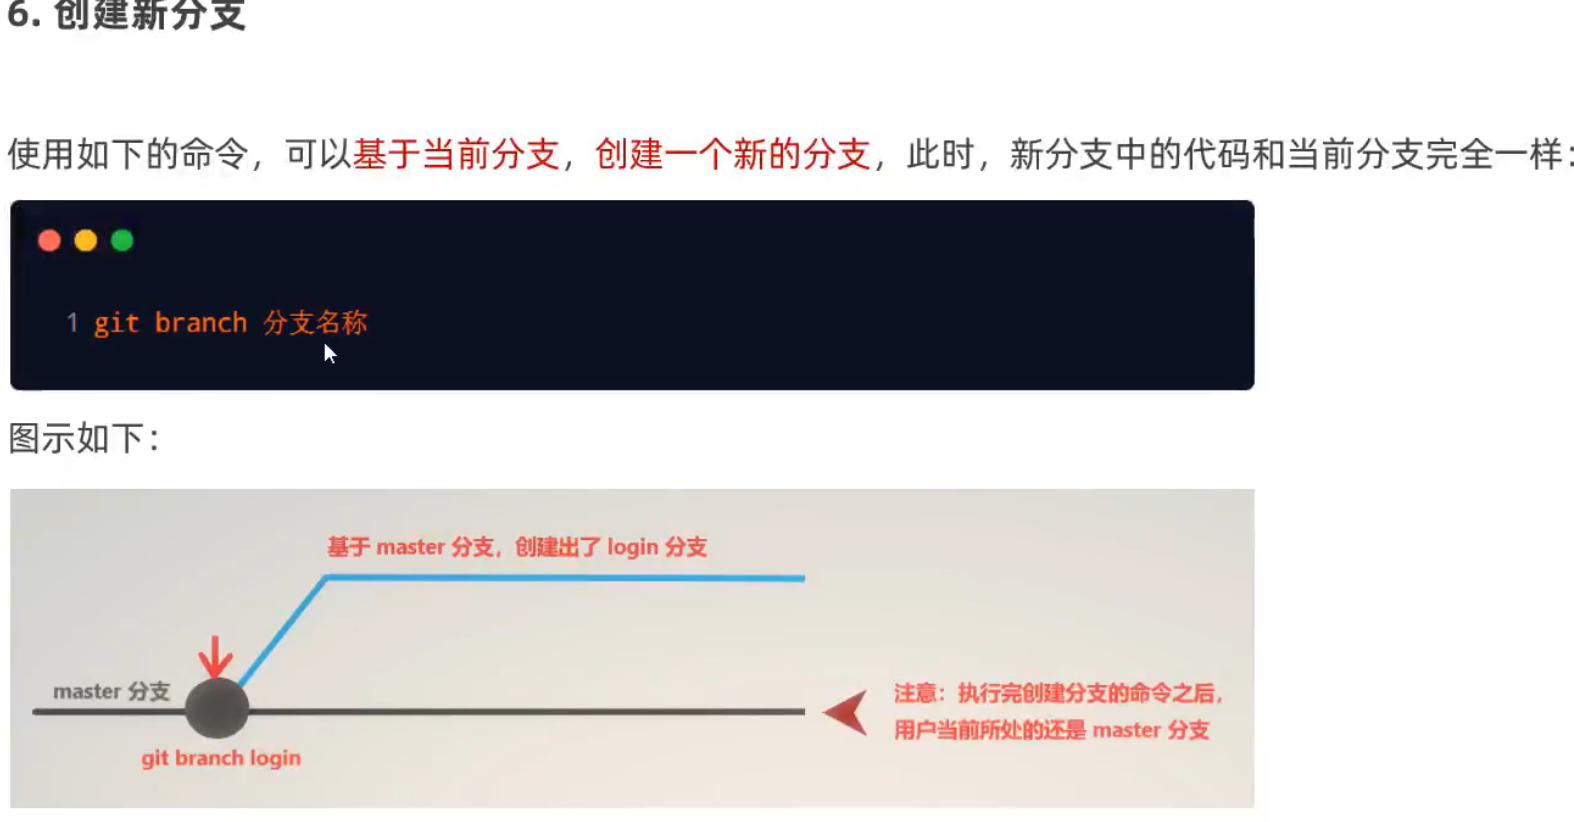 6. 创建新分支
使用如下的命令，可以基于当前分支，创建一个新的分支，此时，新分支中的代码和当前分支完全一样：
1 git branch 分支名称
图示如下：
基于 master 分支，创建出了 login 分支
master 分支
git branch login
注意：执行完创建分支的命令之后，
用户当前所处的还是 master 分支